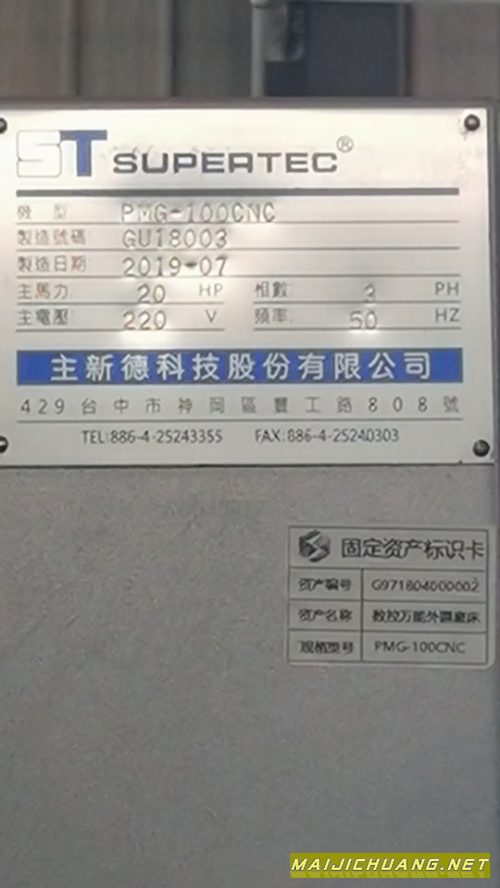 ST SUPERTEC®
機 型 PMG-100CNC
製造號碼 GU18003
製造日期 2019-07
主馬力 20 HP 相數 3 PH
主電壓 220 V 頻率 50 HZ
主新德科技股份有限公司
429台中市神岡區豐工路808號
TEL:886-4-25243355 FAX:886-4-25240303
固定资产标识卡
资产编号 G971804000002
资产名称 数控万能外圆磨床
规格型号 PMG-100CNC
MAIJICHUANG.NET